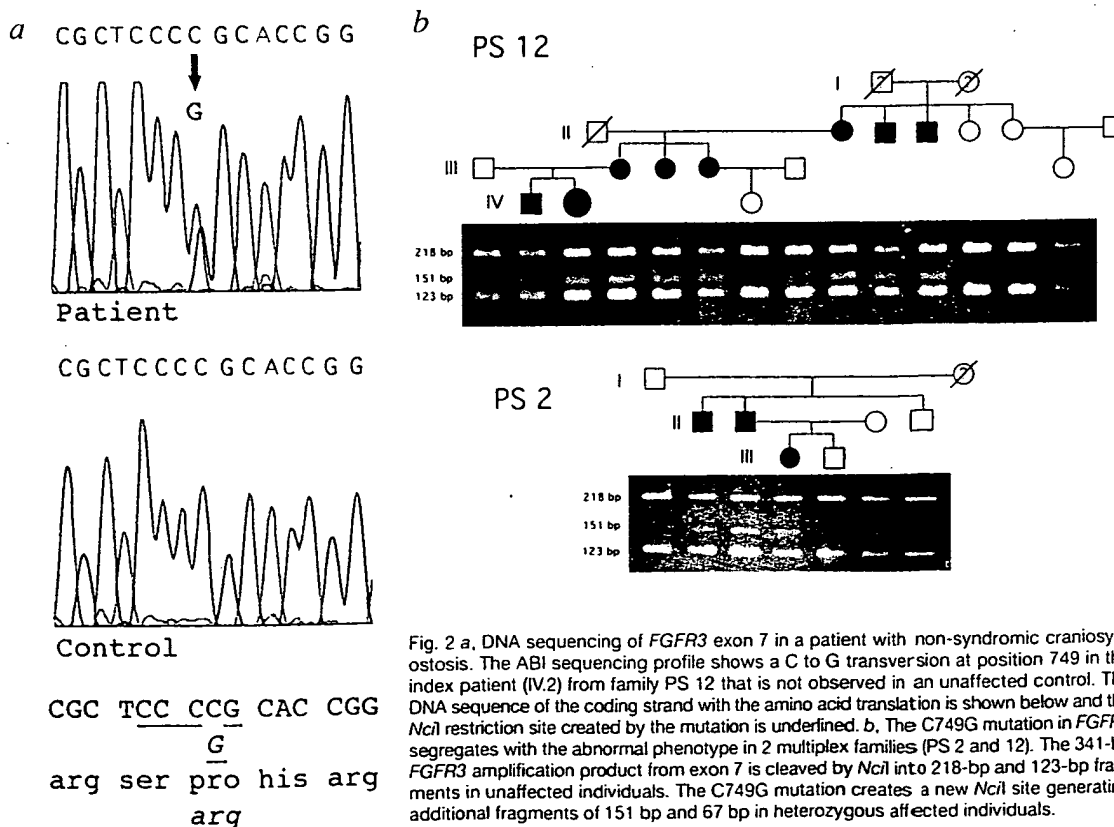 a
CGCTCCCC GCACCGG
G
Patient
CGCTCCCC GCACCGG
Control
CGC TCC CCG CAC CGG
G
arg ser pro his arg
arg
b
PS 12
I
?
?
II
III
IV
218 bp
151 bp
123 bp
PS 2
I
?
II
III
218 bp
151 bp
123 bp
Fig. 2 a, DNA sequencing of FGFR3 exon 7 in a patient with non-syndromic craniosy
ostosis. The ABI sequencing profile shows a C to G transversion at position 749 in th
index patient (IV.2) from family PS 12 that is not observed in an unaffected control. Th
DNA sequence of the coding strand with the amino acid translation is shown below and th
NciI restriction site created by the mutation is underlined. b, The C749G mutation in FGFR
segregates with the abnormal phenotype in 2 multiplex families (PS 2 and 12). The 341-b
FGFR3 amplification product from exon 7 is cleaved by NciI into 218-bp and 123-bp frag
ments in unaffected individuals. The C749G mutation creates a new NciI site generatin
additional fragments of 151 bp and 67 bp in heterozygous affected individuals.